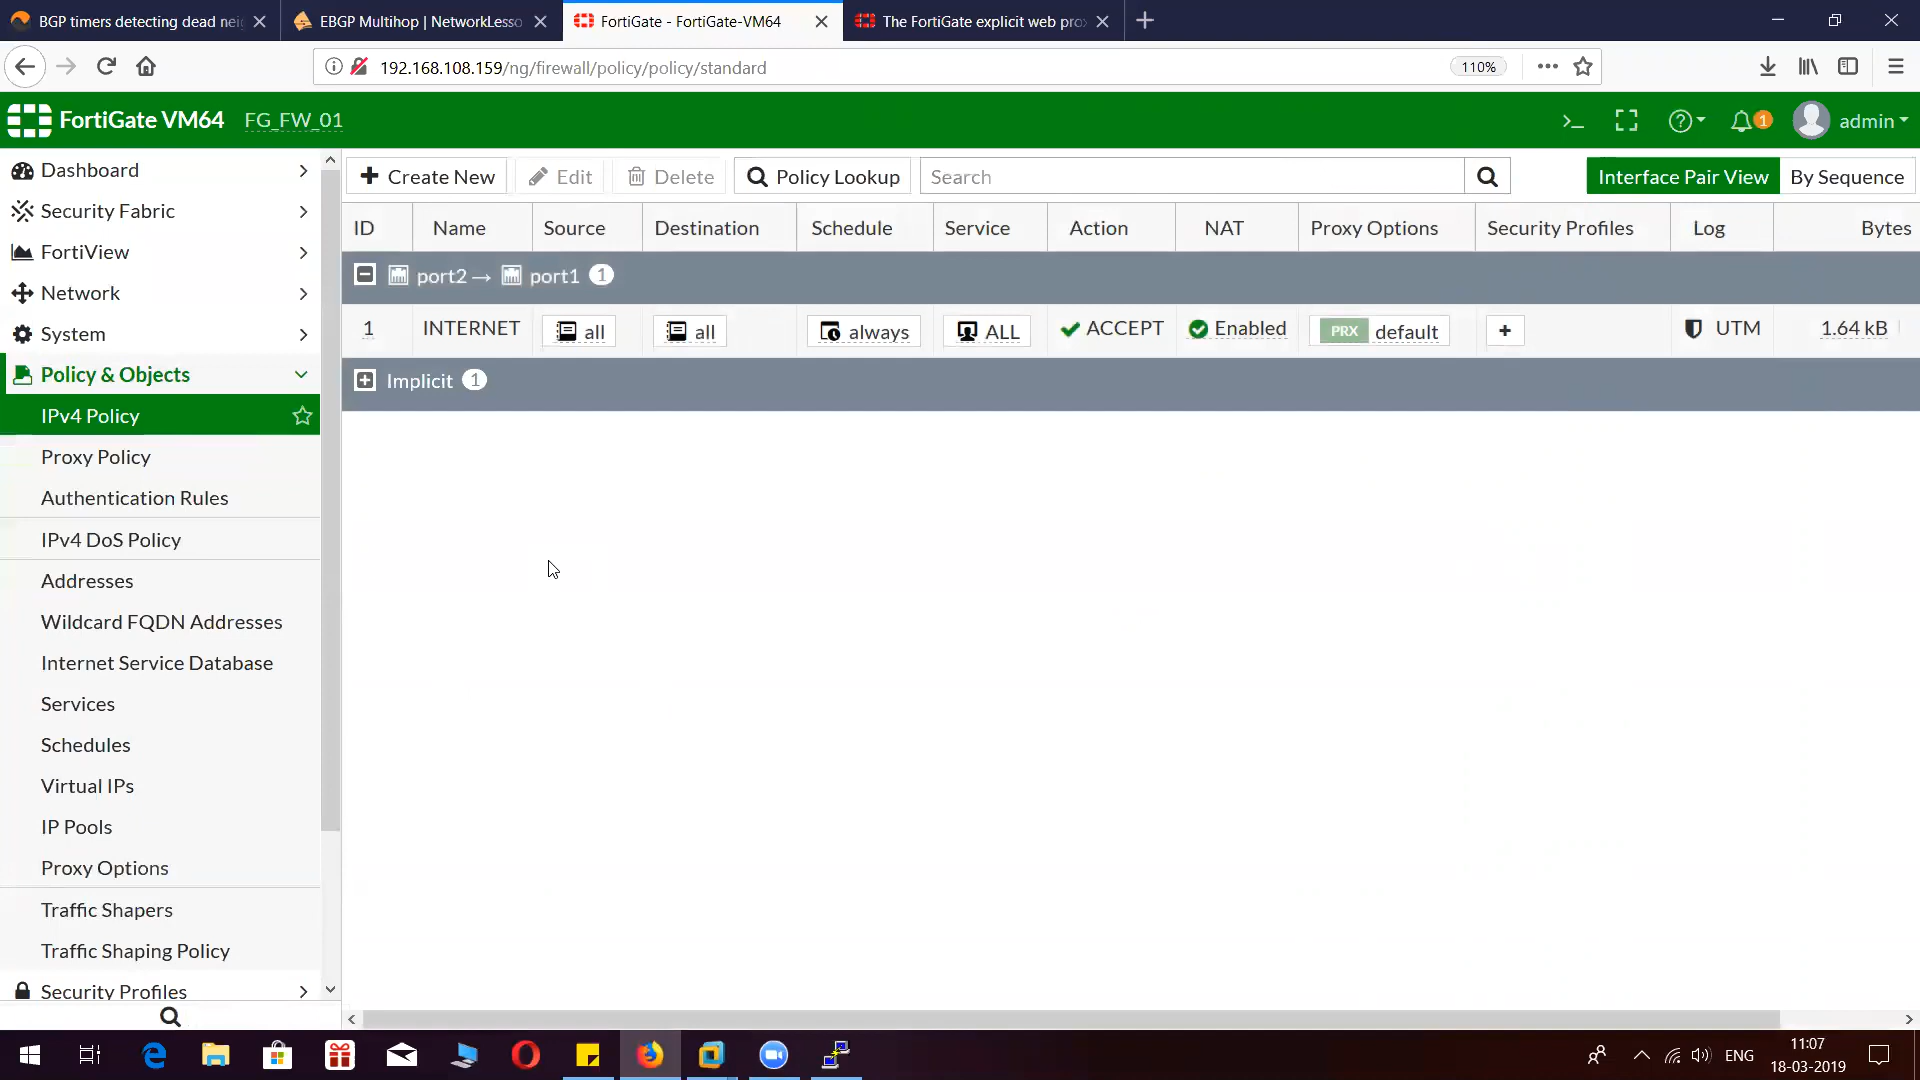 BGP timers detecting dead nei
EBGP Multihop | NetworkLesso
FortiGate - FortiGate-VM64
The FortiGate explicit web pro
192.168.108.159/ng/firewall/policy/policy/standard
110%
FortiGate VM64
FG_FW_01
1
admin
Dashboard
Security Fabric
FortiView
Network
System
Policy & Objects
IPv4 Policy
Proxy Policy
Authentication Rules
IPv4 DoS Policy
Addresses
Wildcard FQDN Addresses
Internet Service Database
Services
Schedules
Virtual IPs
IP Pools
Proxy Options
Traffic Shapers
Traffic Shaping Policy
Security Profiles
Create New
Edit
Delete
Policy Lookup
Search
Interface Pair View
By Sequence
ID Name Source Destination Schedule Service Action NAT Proxy Options Security Profiles Log Bytes
port2 → port1 1
1 INTERNET all all always ALL ACCEPT Enabled PRX default + UTM 1.64 kB
Implicit 1
ENG
11:07
18-03-2019